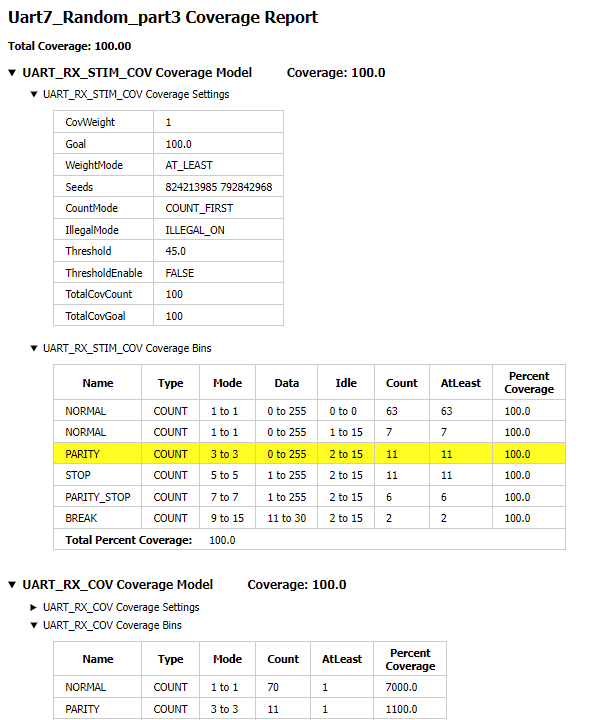 Uart7_Random_part3 Coverage Report
Total Coverage: 100.00
UART_RX_STIM_COV Coverage Model Coverage: 100.0
UART_RX_STIM_COV Coverage Settings
CovWeight 1
Goal 100.0
WeightMode AT_LEAST
Seeds 824213985 792842968
CountMode COUNT_FIRST
IllegalMode ILLEGAL_ON
Threshold 45.0
ThresholdEnable FALSE
TotalCovCount 100
TotalCovGoal 100
UART_RX_STIM_COV Coverage Bins
Name Type Mode Data Idle Count AtLeast Percent Coverage
NORMAL COUNT 1 to 1 0 to 255 0 to 0 63 63 100.0
NORMAL COUNT 1 to 1 0 to 255 1 to 15 7 7 100.0
PARITY COUNT 3 to 3 0 to 255 2 to 15 11 11 100.0
STOP COUNT 5 to 5 1 to 255 2 to 15 11 11 100.0
PARITY_STOP COUNT 7 to 7 1 to 255 2 to 15 6 6 100.0
BREAK COUNT 9 to 15 11 to 30 2 to 15 2 2 100.0
Total Percent Coverage: 100.0
UART_RX_COV Coverage Model Coverage: 100.0
UART_RX_COV Coverage Settings
UART_RX_COV Coverage Bins
Name Type Mode Count AtLeast Percent Coverage
NORMAL COUNT 1 to 1 70 1 7000.0
PARITY COUNT 3 to 3 11 1 1100.0